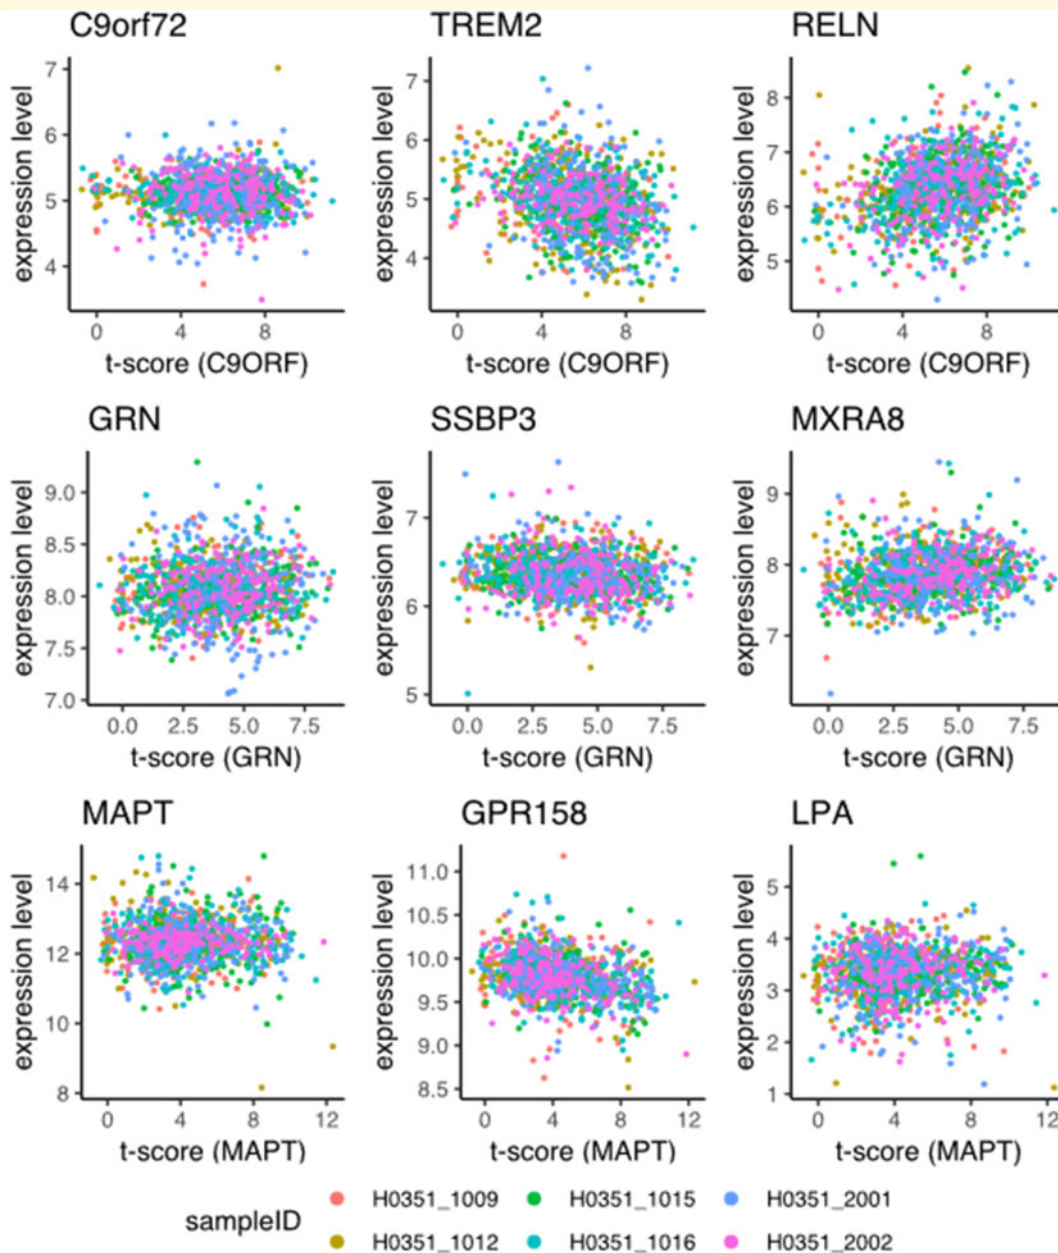 C9orf72 TREM2 RELN
expression level expression level expression level
7 6 5 4
7 6 5 4
8 7 6 5
0 4 8 0 4 8 0 4 8
t-score (C9ORF) t-score (C9ORF) t-score (C9ORF)
GRN SSBP3 MXRA8
expression level expression level expression level
9.0 8.5 8.0 7.5 7.0
7 6 5
9 8 7
0.0 2.5 5.0 7.5 0.0 2.5 5.0 7.5 0.0 2.5 5.0 7.5
t-score (GRN) t-score (GRN) t-score (GRN)
MAPT GPR158 LPA
expression level expression level expression level
14 12 10 8
11.0 10.5 10.0 9.5 9.0 8.5
5 4 3 2 1
0 4 8 12 0 4 8 12 0 4 8 12
t-score (MAPT) t-score (MAPT) t-score (MAPT)
sampleID
H0351_1009 H0351_1015 H0351_2001
H0351_1012 H0351_1016 H0351_2002